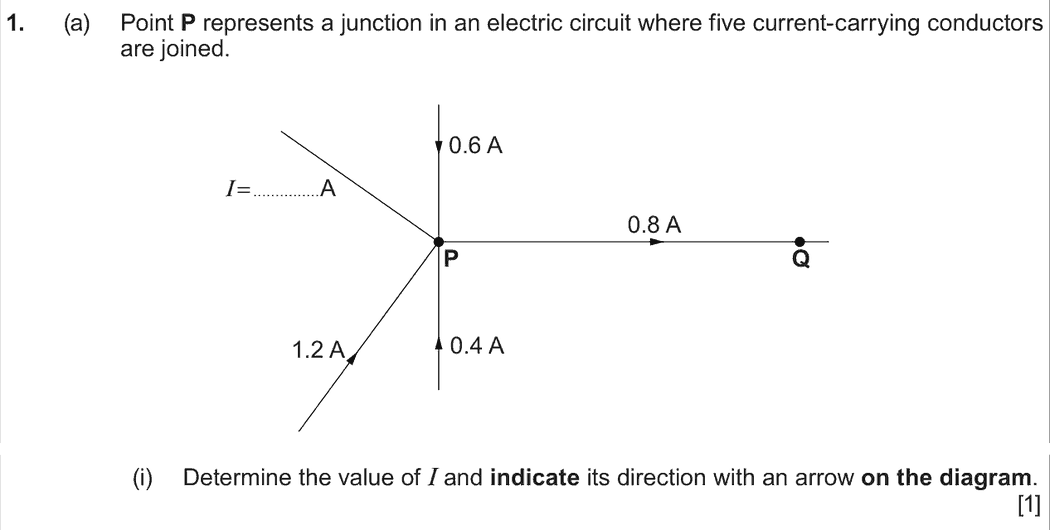 1. (a) Point P represents a junction in an electric circuit where five current-carrying conductors
are joined.
0.6 A
I=..............A
0.8 A
P
Q
1.2 A
0.4 A
(i) Determine the value of I and indicate its direction with an arrow on the diagram.
[1]